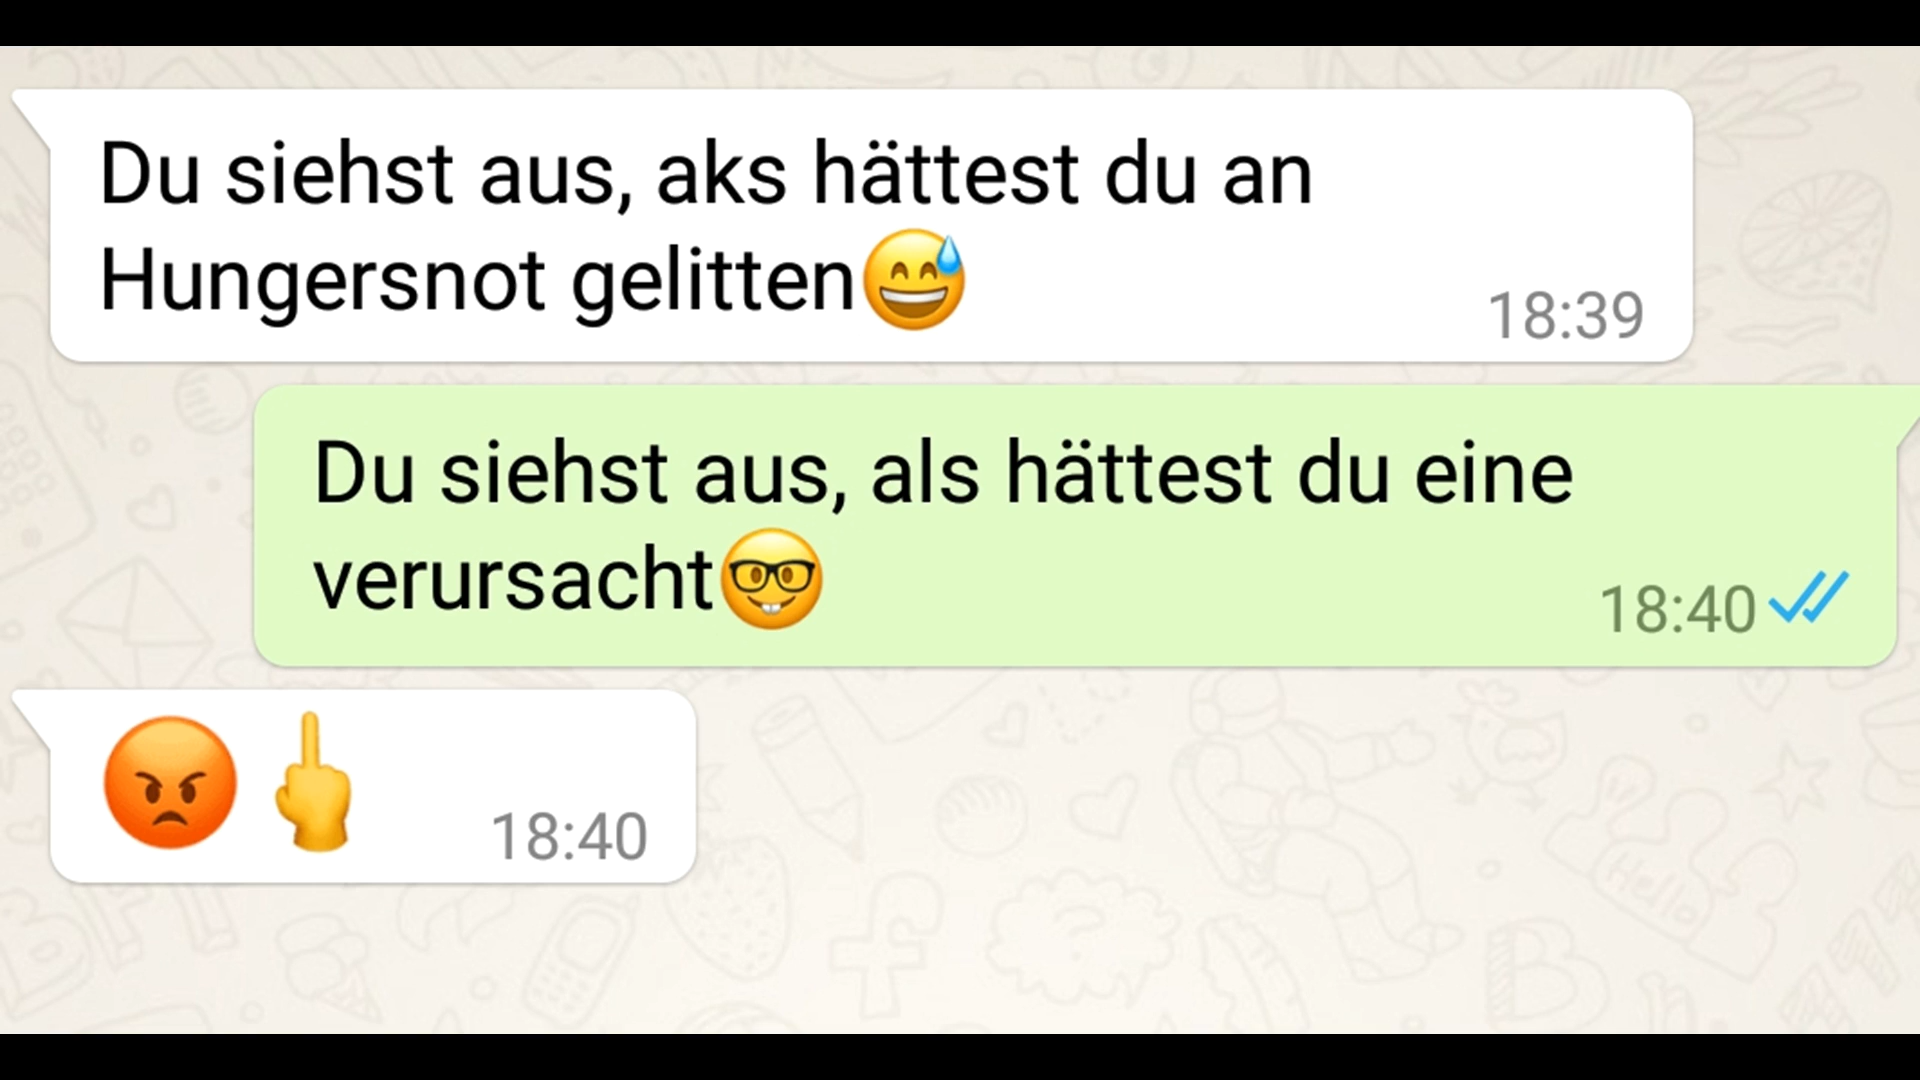 Du siehst aus, aks hättest du an
Hungersnot gelitten😅
18:39
Du siehst aus, als hättest du eine
verursacht🤓
18:40
😡🖕
18:40